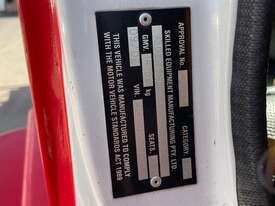 APPROVAL No.
CATEGORY.
SKILLED EQUIPMENT MANUFACTURING PTY. LTD.
GMV.
kg
SEATS.
VIN.
THIS VEHICLE WAS MANUFACTURED TO COMPLY
WITH THE MOTOR VEHICLE STANDARDS ACT 1989